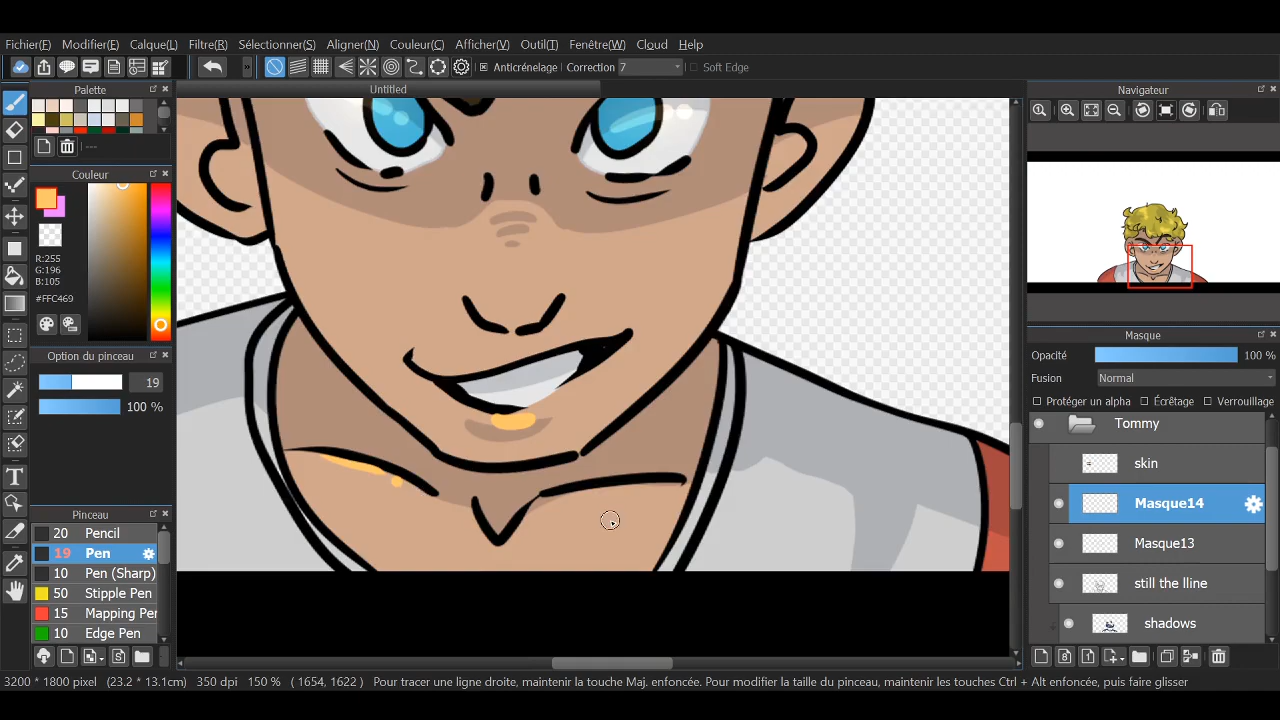 Fichier(F) Modifier(E) Calque(L) Filtre(R) Sélectionner(S) Aligner(N) Couleur(C) Afficher(V) Outil(T) Fenêtre(W) Cloud Help
» Anticrénelage Correction 7 Soft Edge
Palette
Untitled
Navigateur
---
Couleur
R:255
G:196
B:105
#FFC469
Option du pinceau
19
100 %
Pinceau
20 Pencil
19 Pen
10 Pen (Sharp)
50 Stipple Pen
15 Mapping Pen
10 Edge Pen
Masque
Opacité 100 %
Fusion Normal
Protéger un alpha Écrêtage Verrouillage
Tommy
skin
Masque14
Masque13
still the lline
shadows
3200 * 1800 pixel (23.2 * 13.1cm) 350 dpi 150 % ( 1654, 1622 ) Pour tracer une ligne droite, maintenir la touche Maj. enfoncée. Pour modifier la taille du pinceau, maintenir les touches Ctrl + Alt enfoncée, puis faire glisser